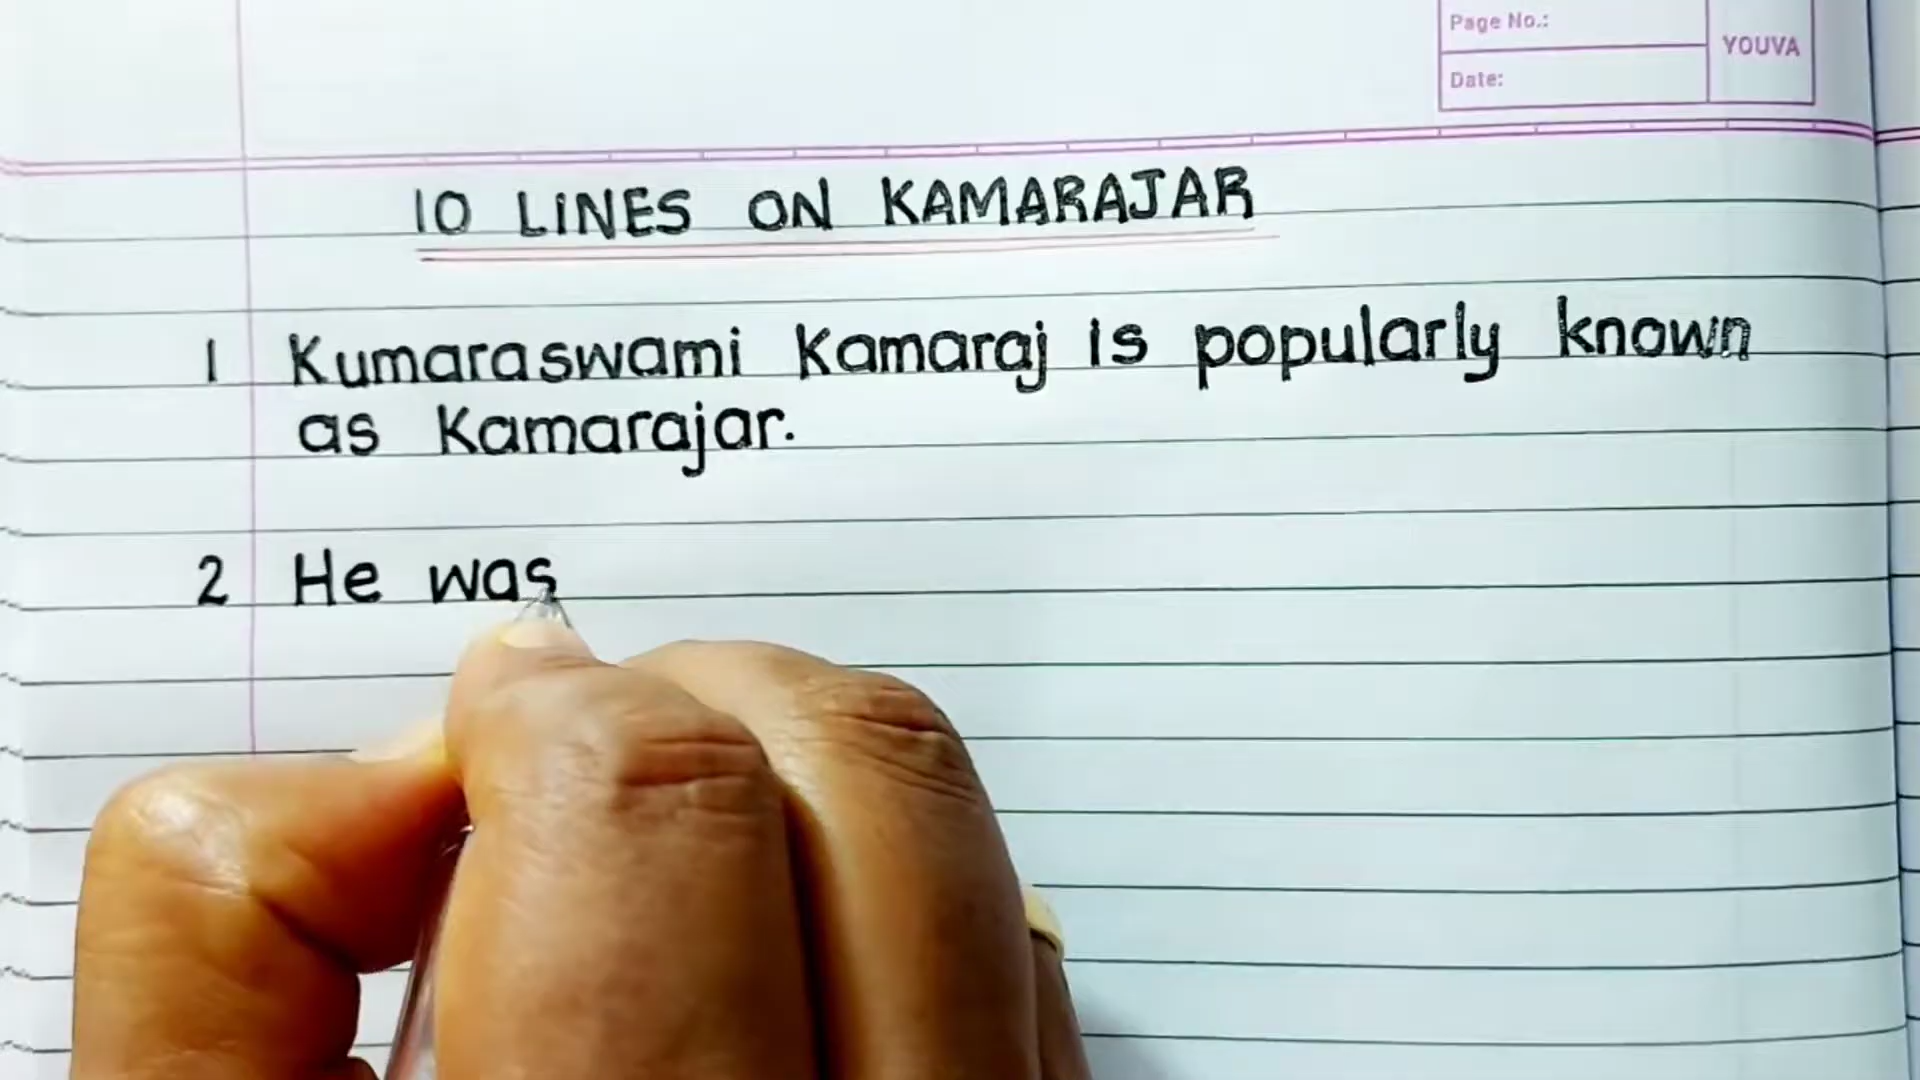 Page No.:
YOUVA
Date:
10 LINES ON KAMARAJAR
1 Kumaraswami Kamaraj is popularly known
as Kamarajar.
2 He was